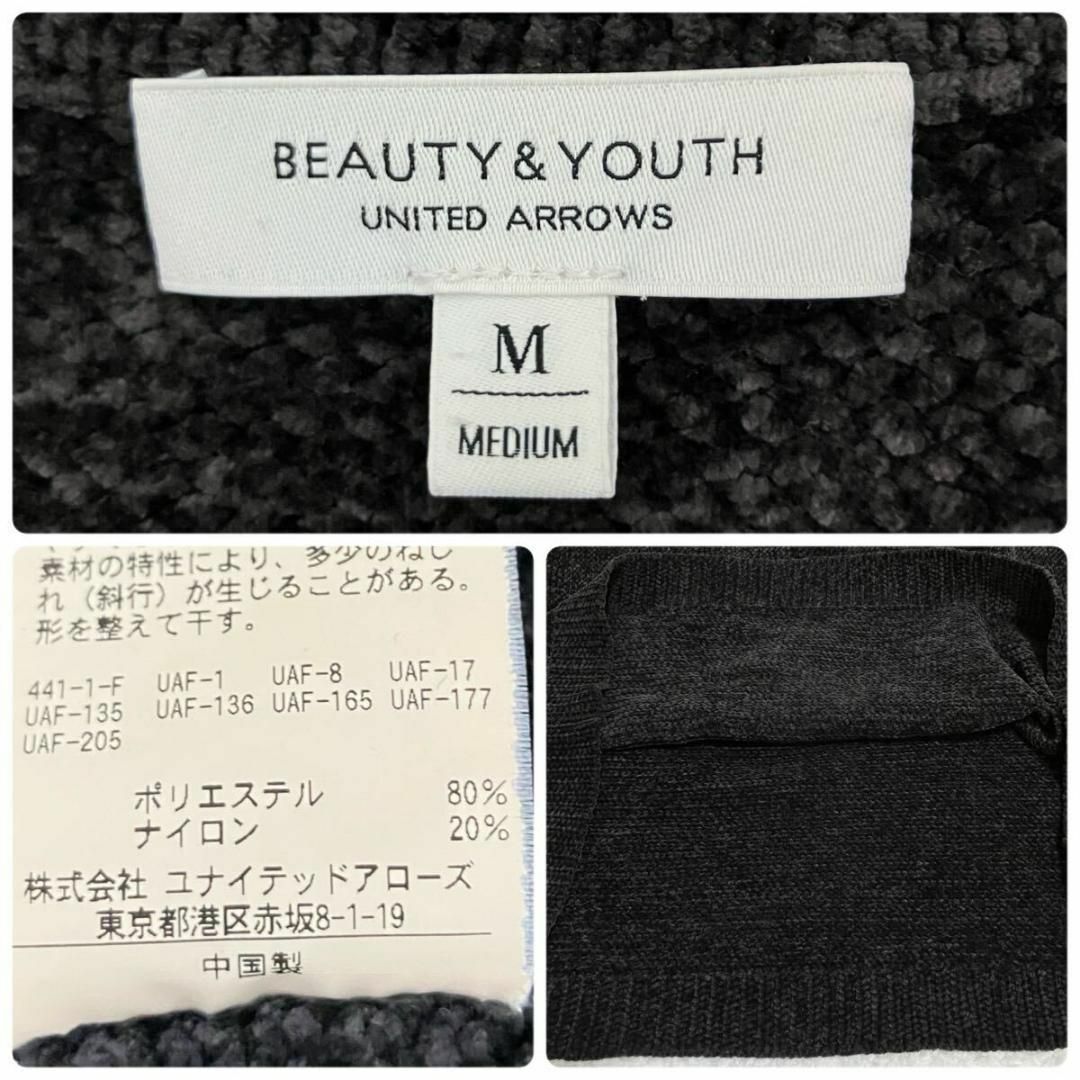 BEAUTY&YOUTH
UNITED ARROWS
M
MEDIUM
素材の特性により、多少のねじ
れ（斜行）が生じることがある。
形を整えて干す。
441-1-F UAF-1 UAF-8 UAF-17
UAF-135 UAF-136 UAF-165 UAF-177
UAF-205
ポリエステル 80%
ナイロン 20%
株式会社 ユナイテッドアローズ
東京都港区赤坂8-1-19
中国製